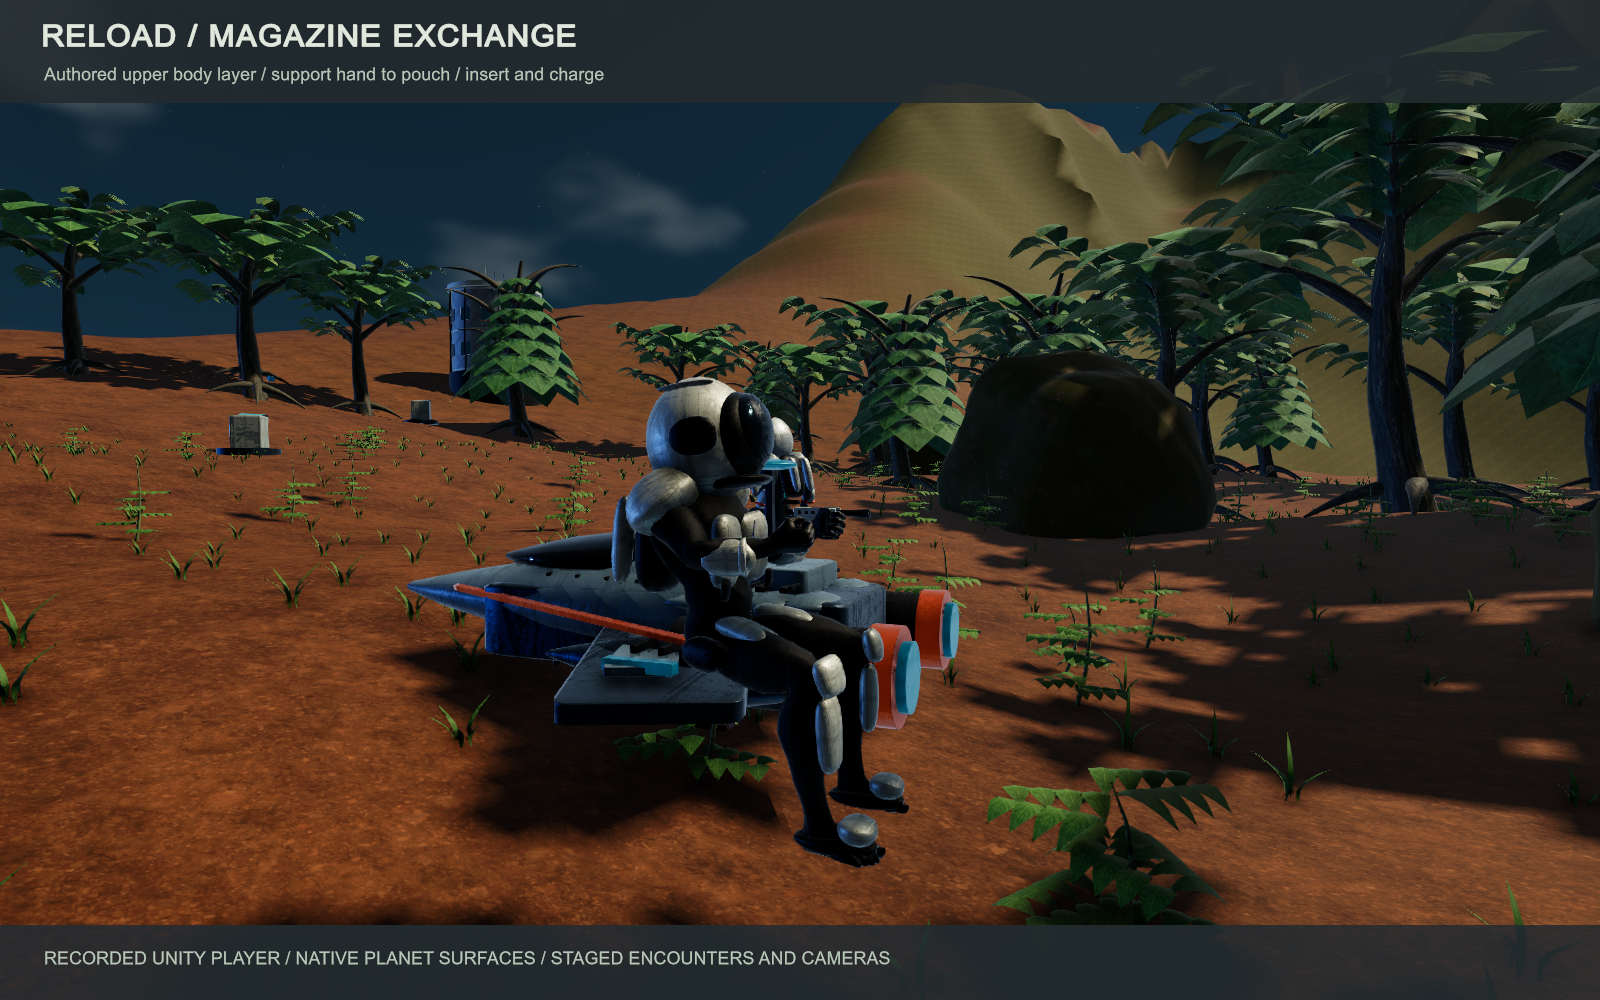 RELOAD / MAGAZINE EXCHANGE
Authored upper body layer / support hand to pouch / insert and charge
RECORDED UNITY PLAYER / NATIVE PLANET SURFACES / STAGED ENCOUNTERS AND CAMERAS